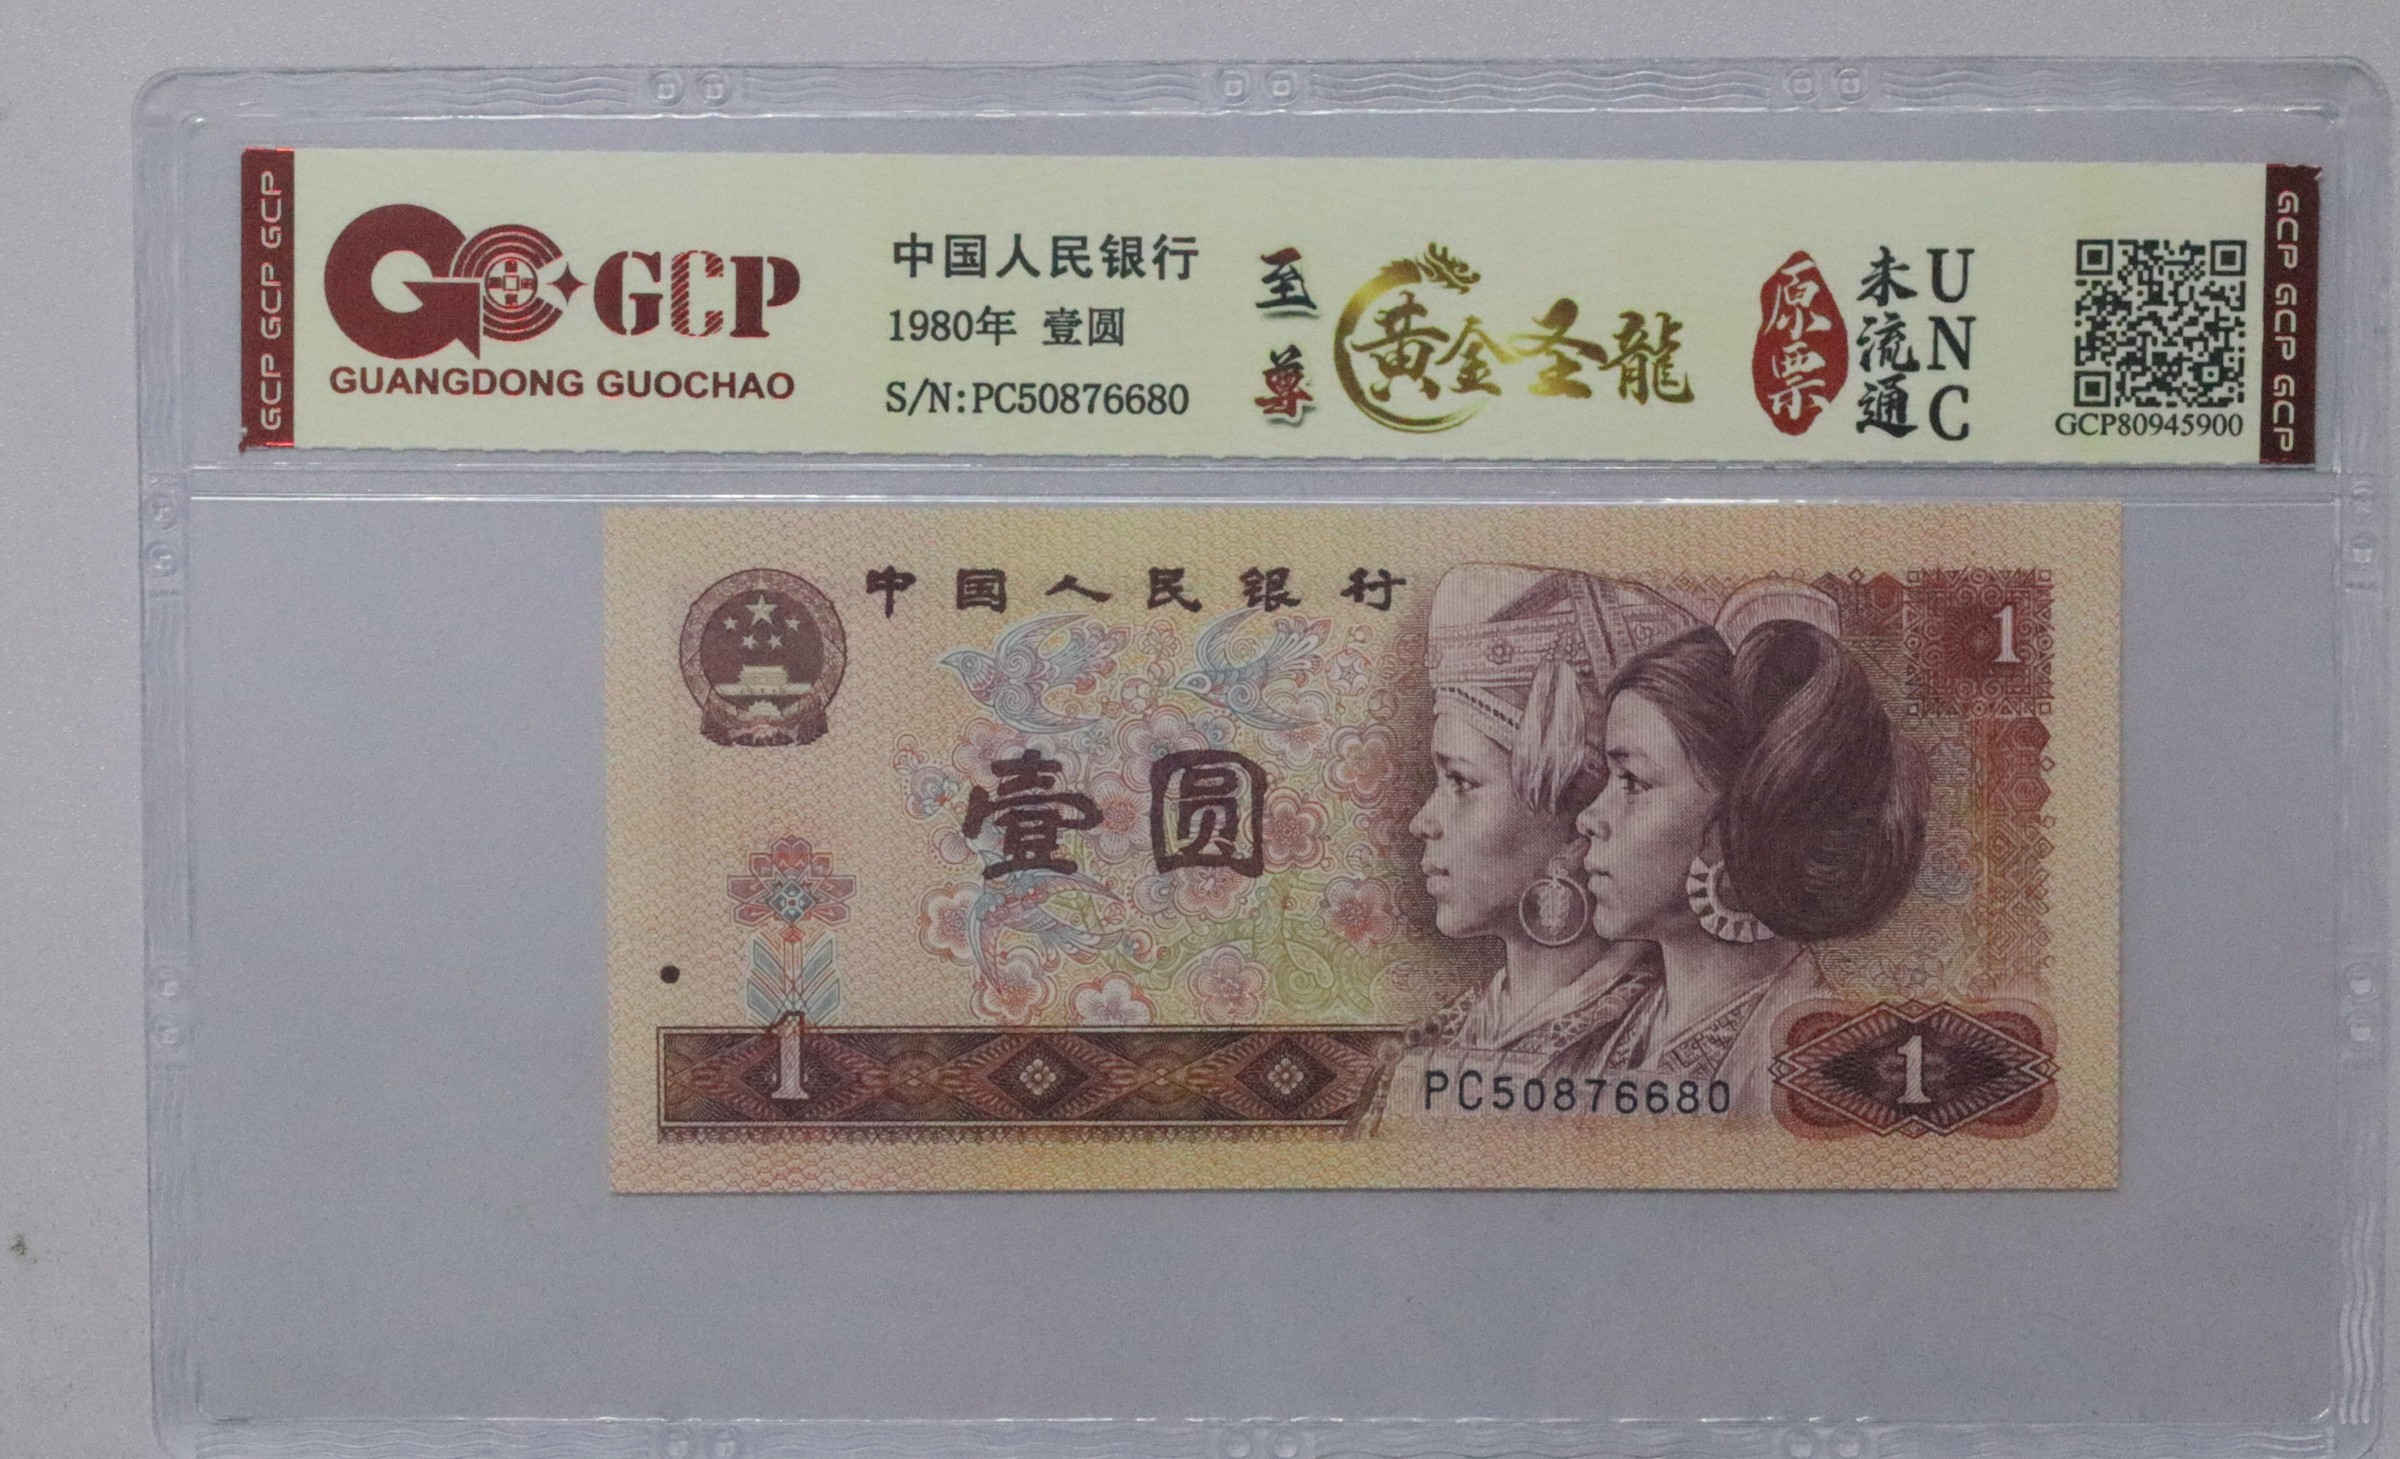 GCP GCP GCP
GCP
GUANGDONG GUOCHAO
中国人民银行
1980年 壹圆
S/N:PC50876680
至尊
黄金圣龍
原票
未流通
UNC
GCP80945900
GCP GCP GCP
中国人民银行
1
壹圆
1
PC50876680
1